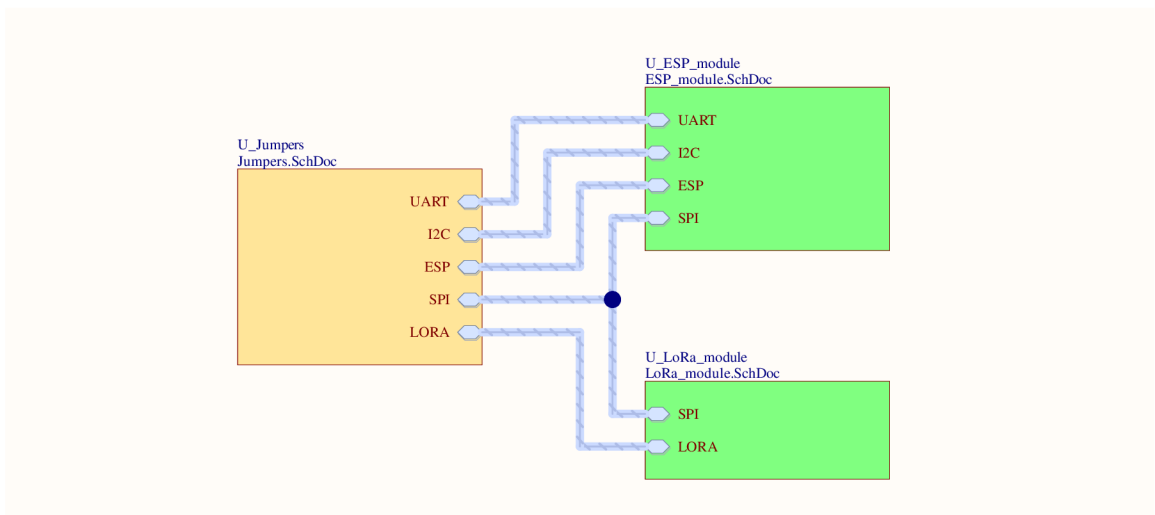 U_Jumpers
Jumpers.SchDoc
UART
I2C
ESP
SPI
LORA
U_ESP_module
ESP_module.SchDoc
UART
I2C
ESP
SPI
U_LoRa_module
LoRa_module.SchDoc
SPI
LORA